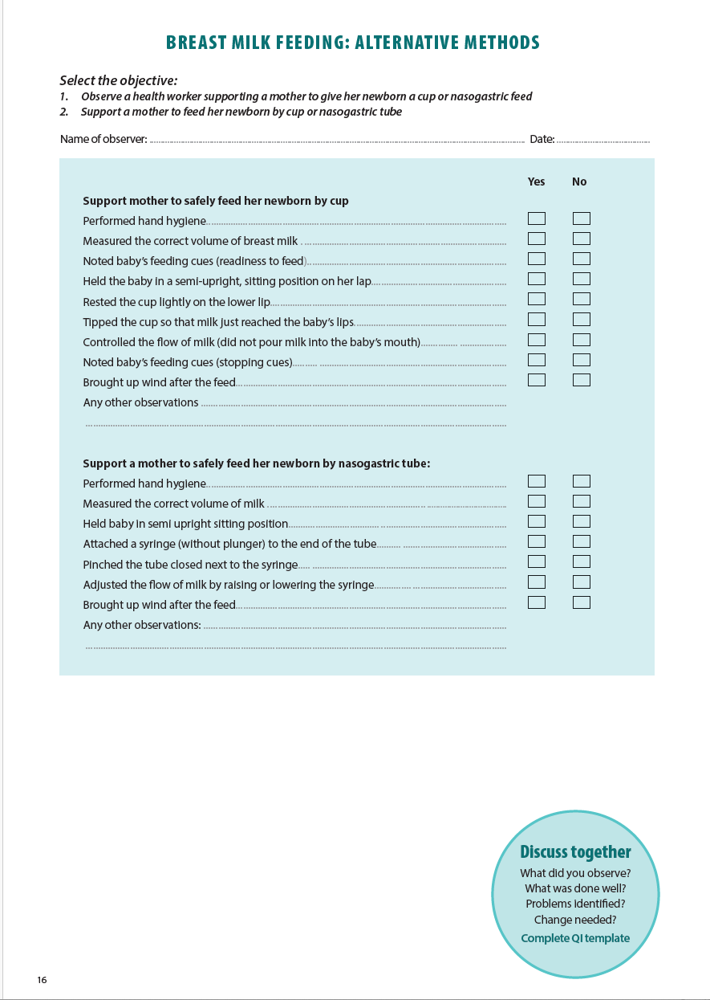 BREAST MILK FEEDING: ALTERNATIVE METHODS
Select the objective:
1. Observe a health worker supporting a mother to give her newborn a cup or nasogastric feed
2. Support a mother to feed her newborn by cup or nasogastric tube
Name of observer: ........ Date: ........
Yes No
Support mother to safely feed her newborn by cup
Performed hand hygiene........
Measured the correct volume of breast milk ........
Noted baby's feeding cues (readiness to feed)........
Held the baby in a semi-upright, sitting position on her lap........
Rested the cup lightly on the lower lip........
Tipped the cup so that milk just reached the baby's lips........
Controlled the flow of milk (did not pour milk into the baby's mouth)........
Noted baby's feeding cues (stopping cues)........
Brought up wind after the feed........
Any other observations ........
........
Support a mother to safely feed her newborn by nasogastric tube:
Performed hand hygiene........
Measured the correct volume of milk ........
Held baby in semi upright sitting position........
Attached a syringe (without plunger) to the end of the tube........
Pinched the tube closed next to the syringe........
Adjusted the flow of milk by raising or lowering the syringe........
Brought up wind after the feed........
Any other observations: ........
........
Discuss together
What did you observe?
What was done well?
Problems identified?
Change needed?
Complete QI template
16